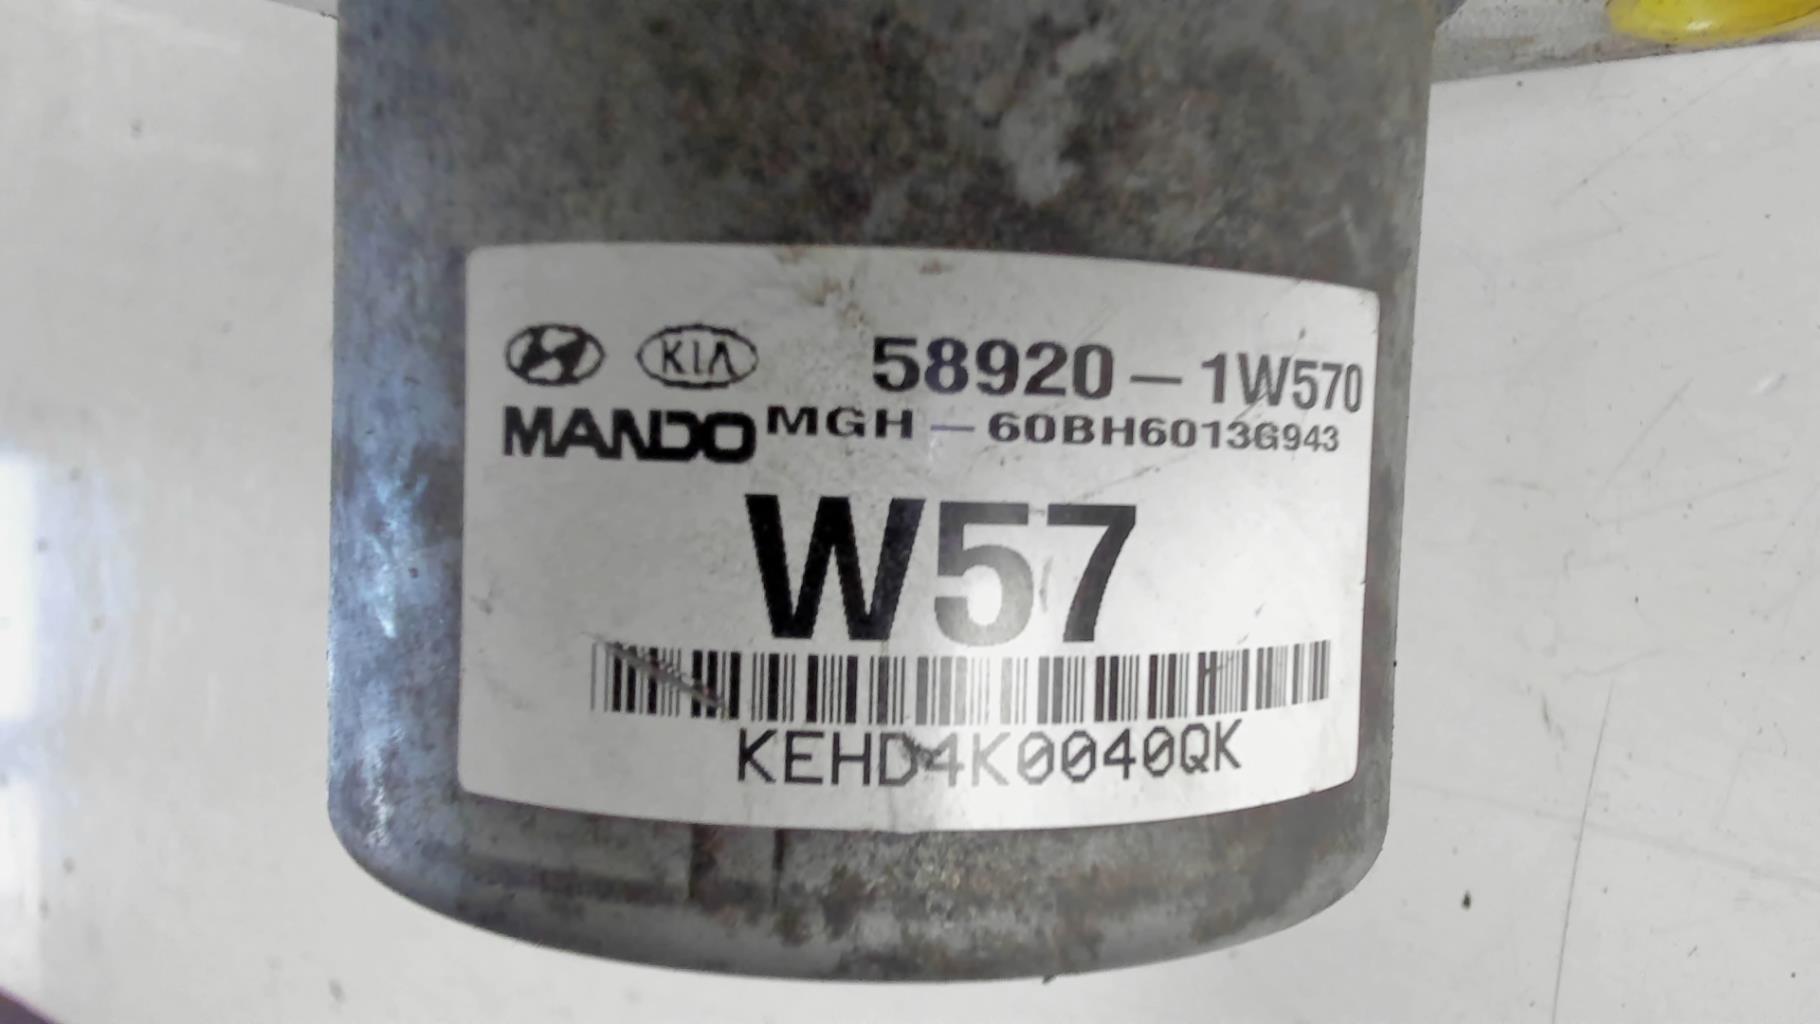 KIA 58920-1W570
MANDO MGH-60BH6013G943
W57
KEHD4K0040QK